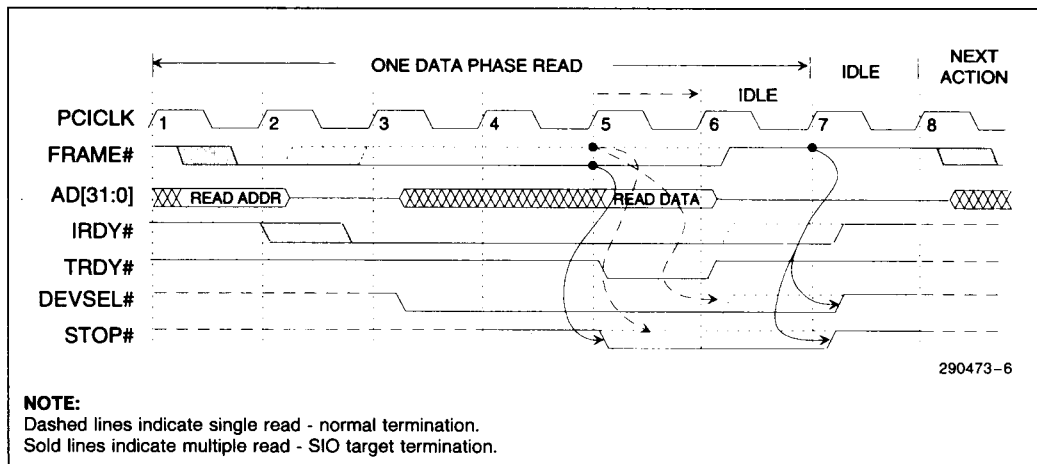 ONE DATA PHASE READ
IDLE
NEXT
ACTION
IDLE
PCICLK
1 2 3 4 5 6 7 8
FRAME#
AD[31:0]
READ ADDR
READ DATA
IRDY#
TRDY#
DEVSEL#
STOP#
290473-6
NOTE:
Dashed lines indicate single read - normal termination.
Sold lines indicate multiple read - SIO target termination.